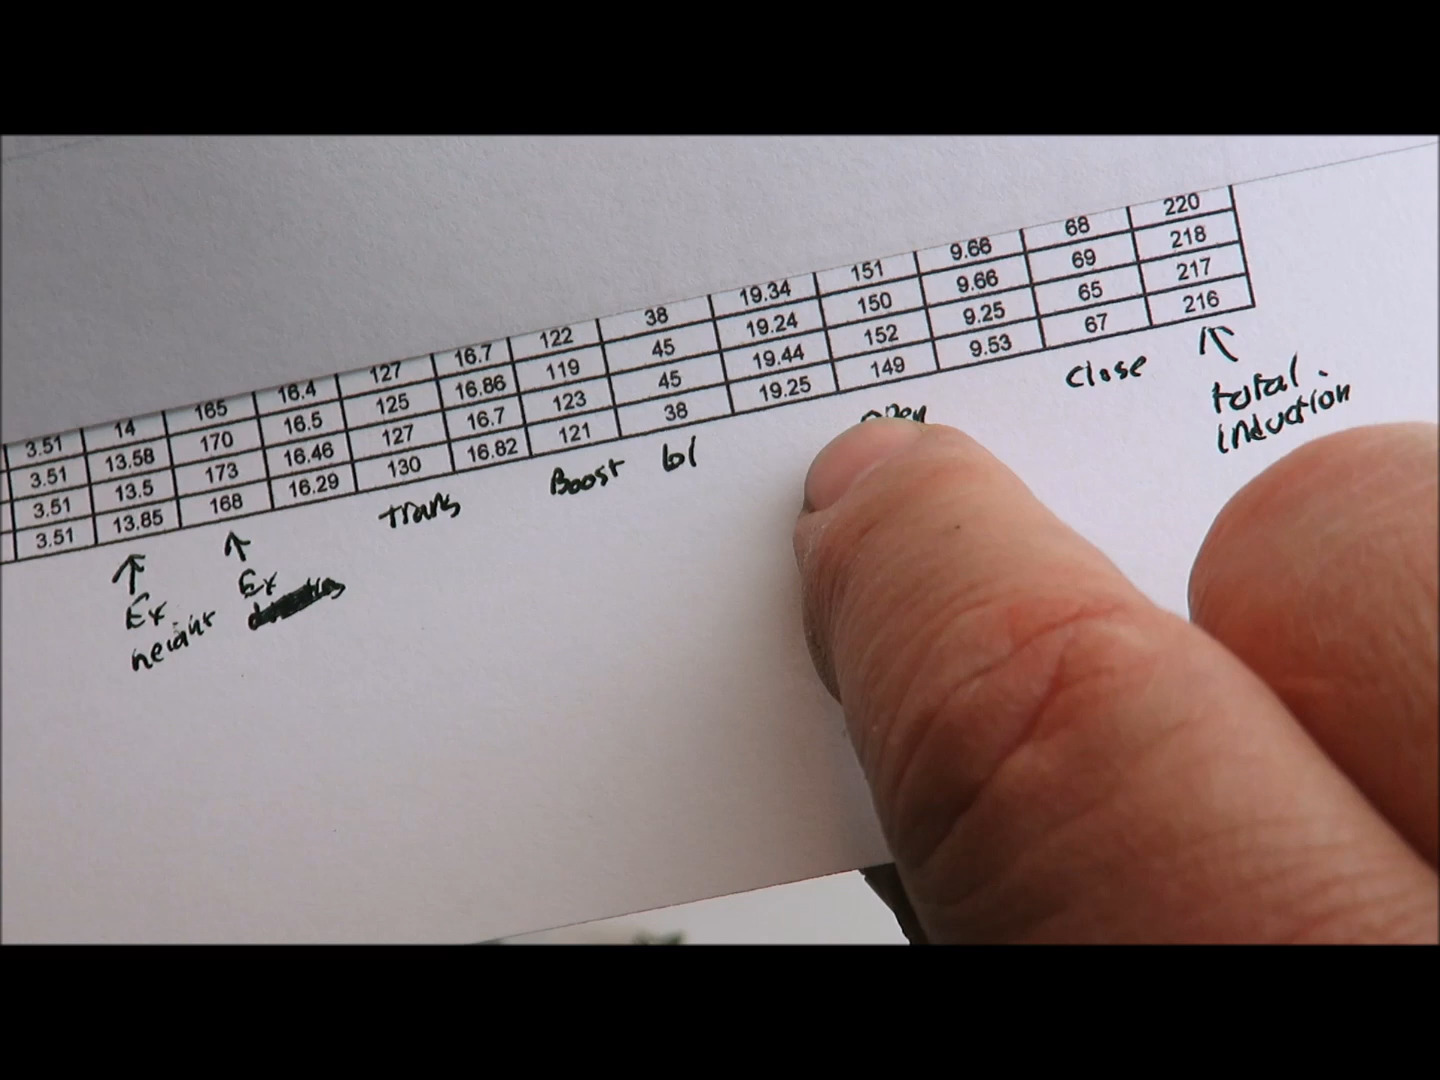 3.51 14 165 16.4 127 16.7 122 38 19.34 151 9.66 68 220
3.51 13.58 170 16.5 125 16.86 119 45 19.24 150 9.66 69 218
3.51 13.5 173 16.46 127 16.7 123 45 19.44 152 9.25 65 217
3.51 13.85 168 16.29 130 16.82 121 38 19.25 149 9.53 67 216
Ex height
Ex
Trans
Boost
bl
open
close
total
induction